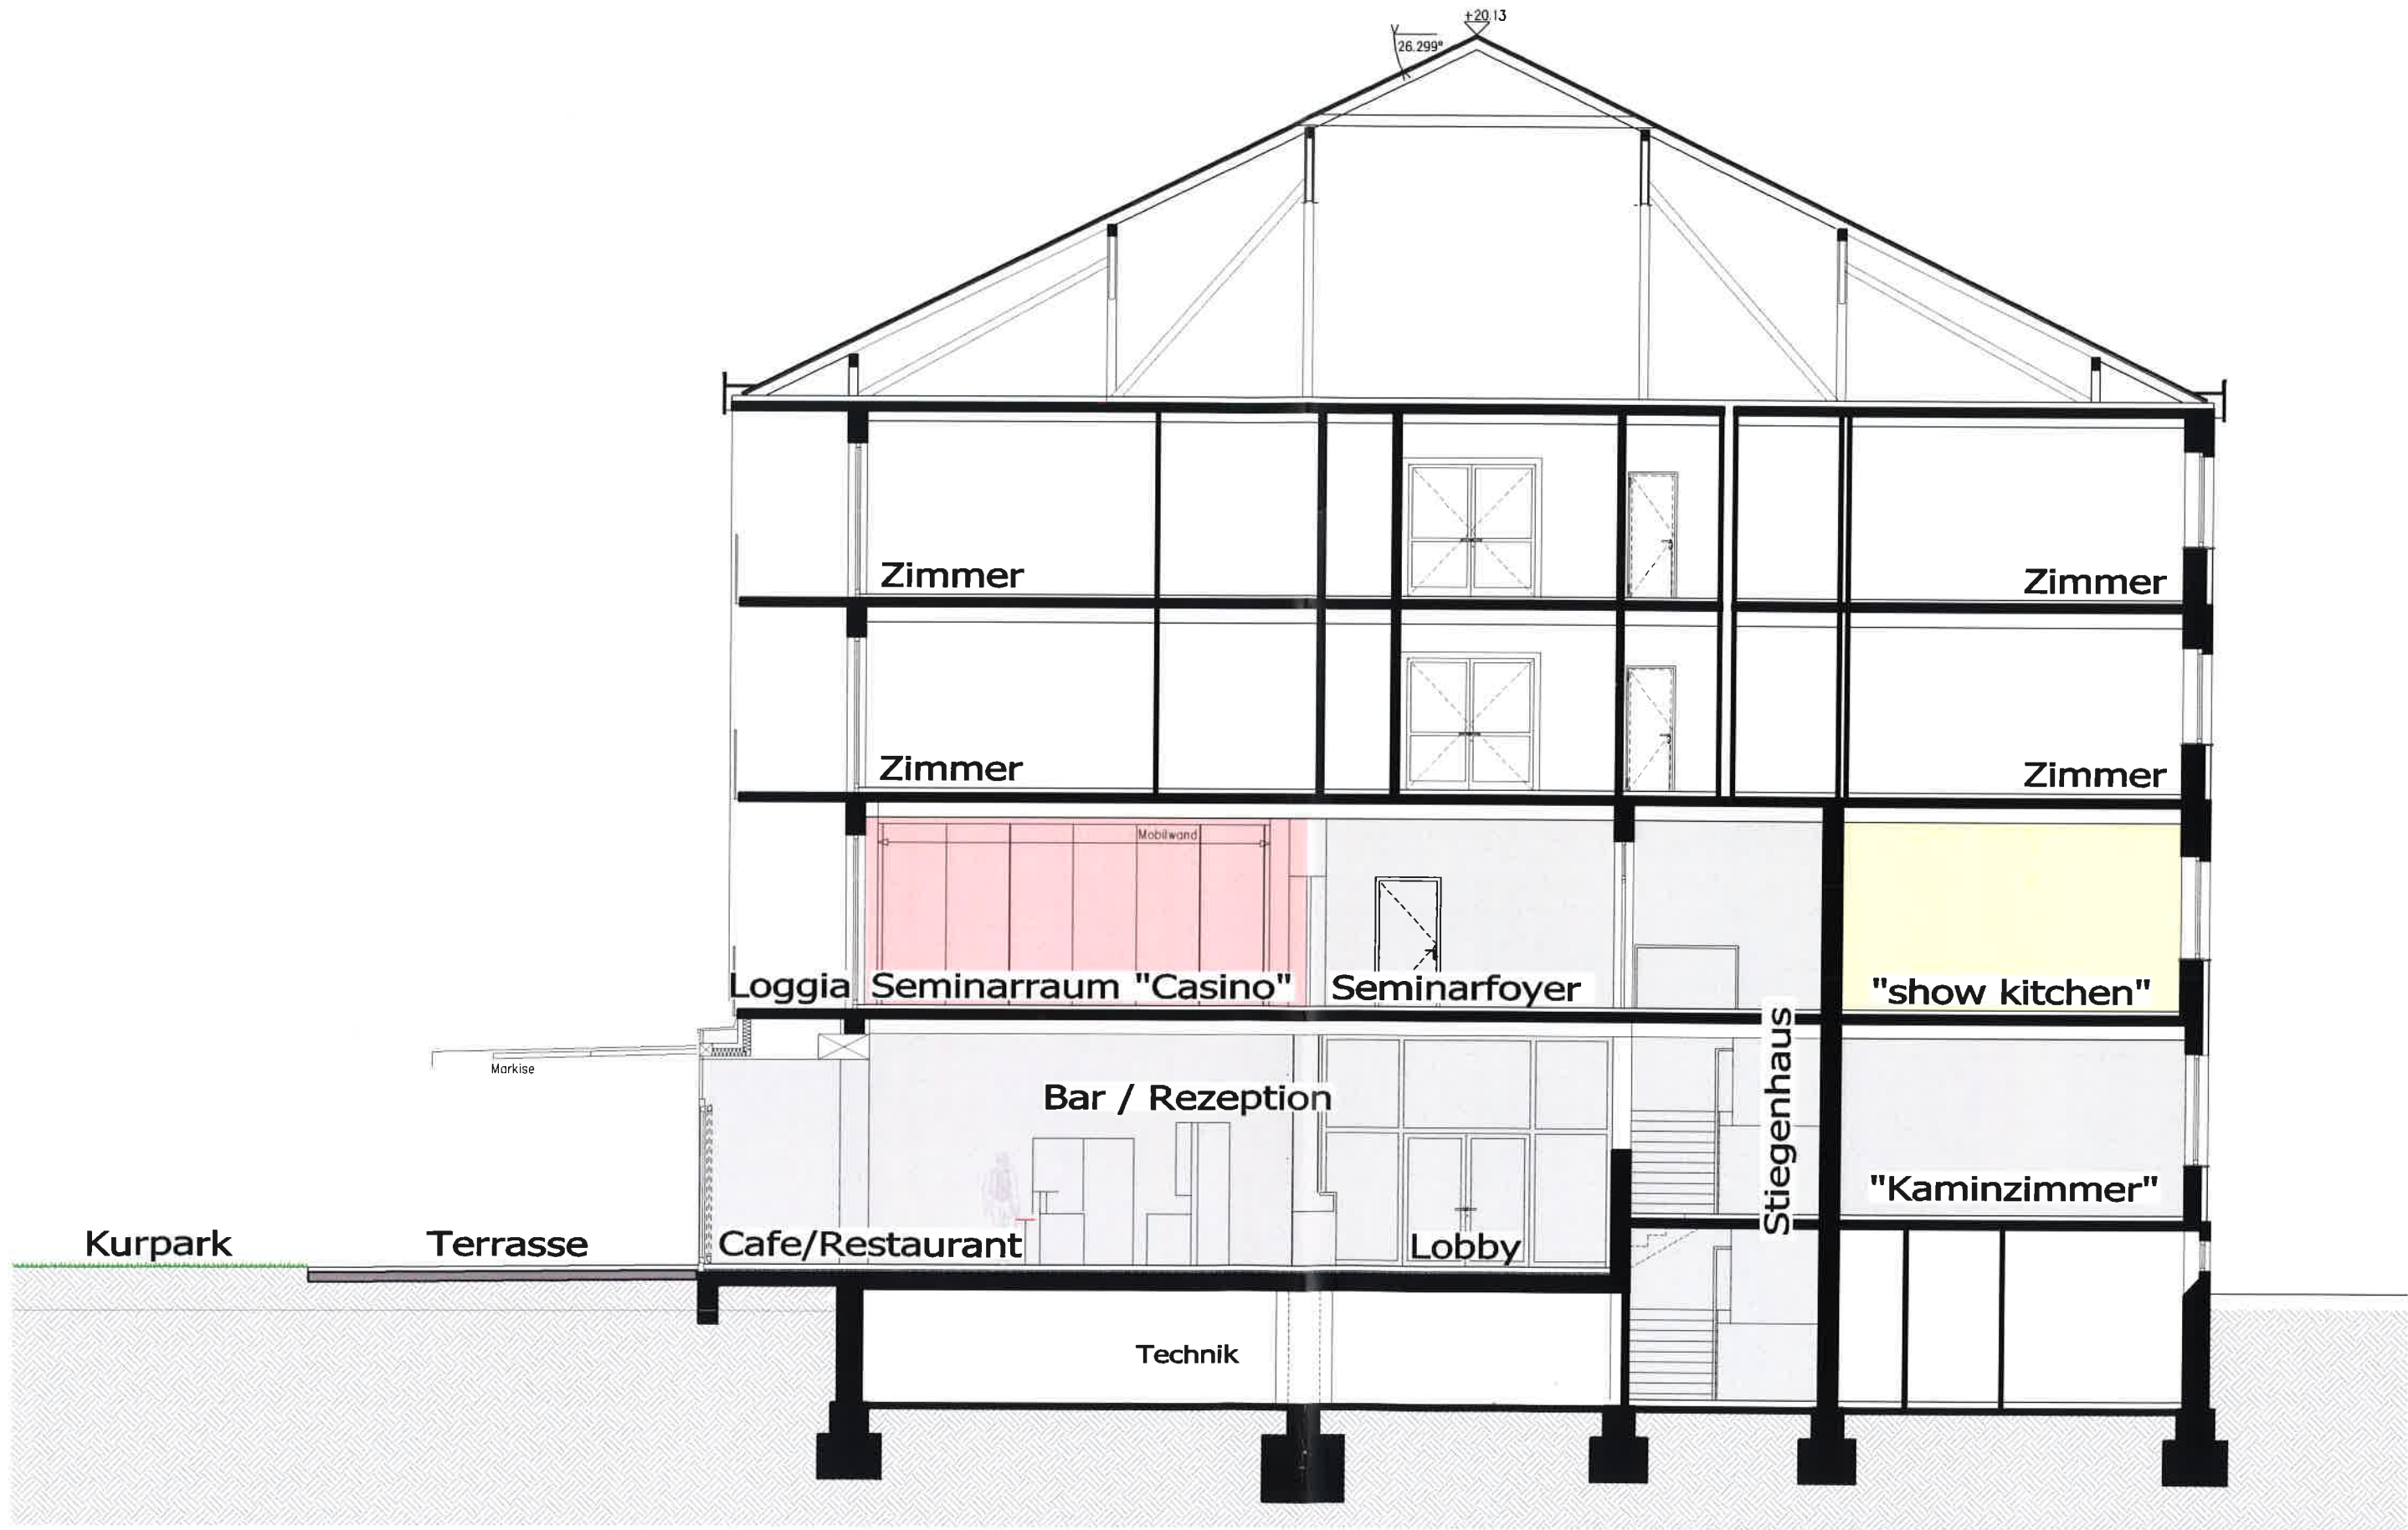 +20.13
26.299°
Zimmer
Zimmer
Zimmer
Zimmer
Mobilwand
Loggia
Seminarraum "Casino"
Seminarfoyer
"show kitchen"
Markise
Bar / Rezeption
Stiegenhaus
"Kaminzimmer"
Kurpark
Terrasse
Cafe/Restaurant
Lobby
Technik